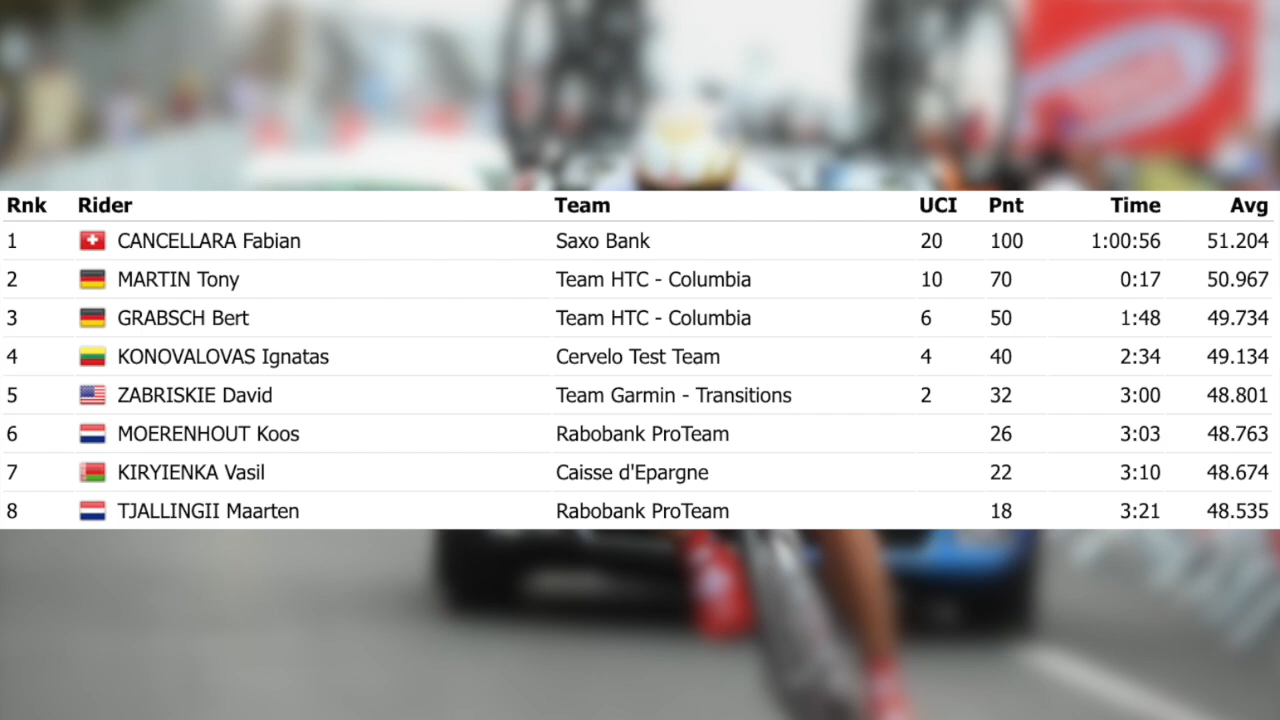 Rnk Rider Team UCI Pnt Time Avg
1 CANCELLARA Fabian Saxo Bank 20 100 1:00:56 51.204
2 MARTIN Tony Team HTC - Columbia 10 70 0:17 50.967
3 GRABSCH Bert Team HTC - Columbia 6 50 1:48 49.734
4 KONOVALOVAS Ignatas Cervelo Test Team 4 40 2:34 49.134
5 ZABRISKIE David Team Garmin - Transitions 2 32 3:00 48.801
6 MOERENHOUT Koos Rabobank ProTeam 26 3:03 48.763
7 KIRYIENKA Vasil Caisse d'Epargne 22 3:10 48.674
8 TJALLINGII Maarten Rabobank ProTeam 18 3:21 48.535